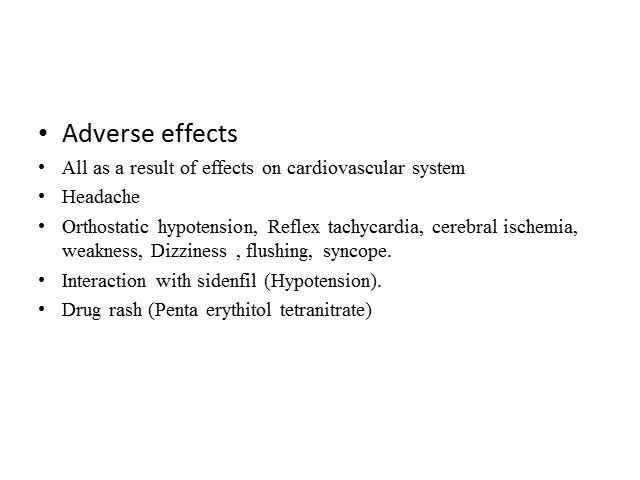 • Adverse effects
• All as a result of effects on cardiovascular system
• Headache
• Orthostatic hypotension, Reflex tachycardia, cerebral ischemia,
weakness, Dizziness , flushing, syncope.
• Interaction with sidenfil (Hypotension).
• Drug rash (Penta erythitol tetranitrate)